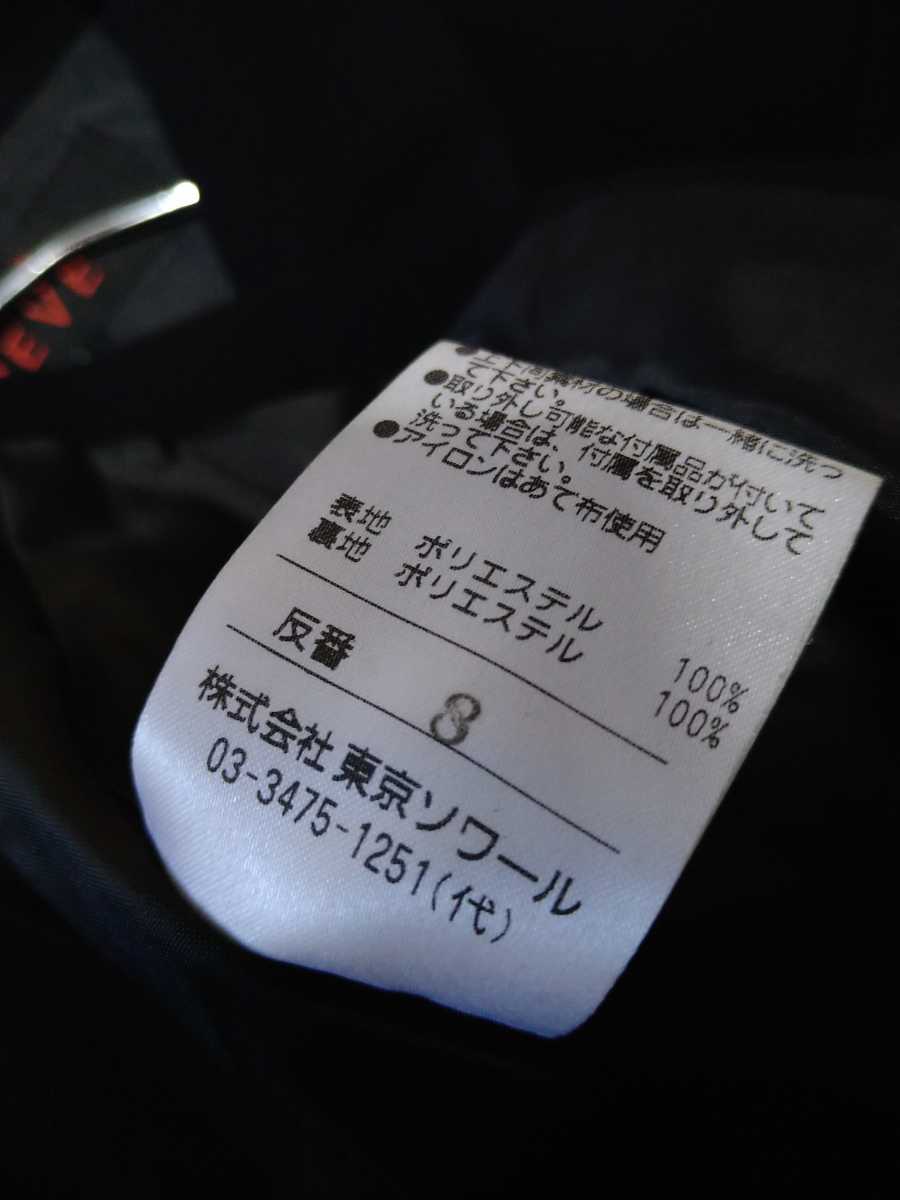 EVE
●上下同素材の場合は一緒に洗っ
て下さい。
●取り外し可能な付属品が付いて
いる場合は、付属を取り外して
洗って下さい。
●アイロンはあて布使用
表地 ポリエステル 100%
裏地 ポリエステル 100%
反番 8
株式会社 東京ソワール
03-3475-1251(代)